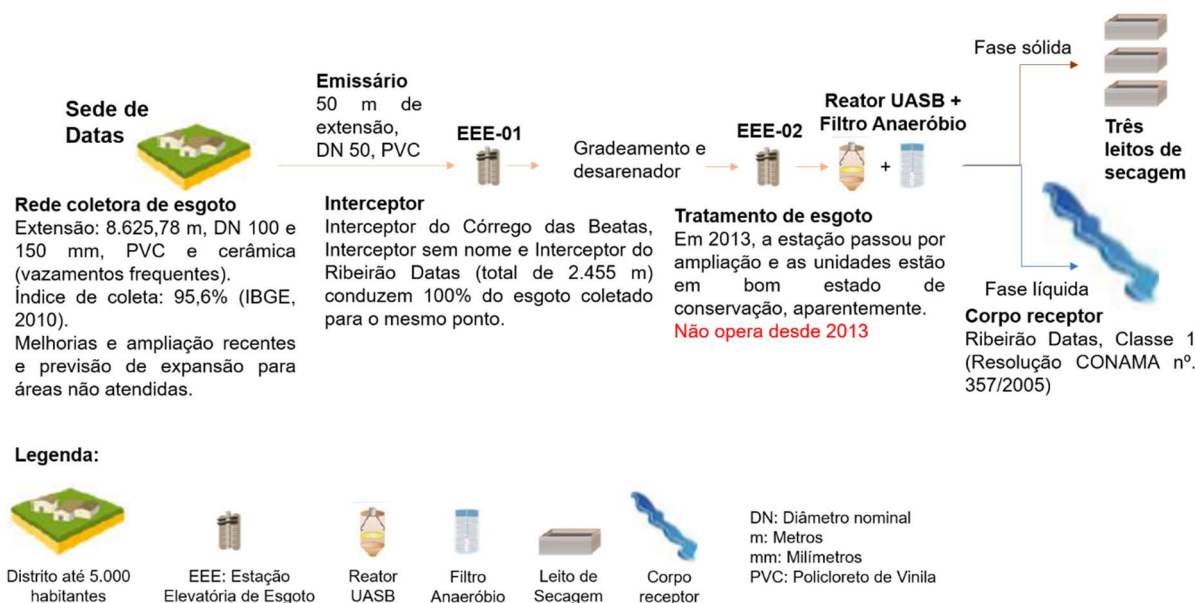 Sede de
Datas
Rede coletora de esgoto
Extensão: 8.625,78 m, DN 100 e
150 mm, PVC e cerâmica
(vazamentos frequentes).
Índice de coleta: 95,6% (IBGE,
2010).
Melhorias e ampliação recentes
e previsão de expansão para
áreas não atendidas.
Emissário
50 m de
extensão,
DN 50, PVC
EEE-01
Interceptor
Interceptor do Córrego das Beatas,
Interceptor sem nome e Interceptor do
Ribeirão Datas (total de 2.455 m)
conduzem 100% do esgoto coletado
para o mesmo ponto.
Gradeamento e
desarenador
EEE-02
Reator UASB +
Filtro Anaeróbio
+
Tratamento de esgoto
Em 2013, a estação passou por
ampliação e as unidades estão
em bom estado de
conservação, aparentemente.
Não opera desde 2013
Fase sólida
Três
leitos de
secagem
Fase líquida
Corpo receptor
Ribeirão Datas, Classe 1
(Resolução CONAMA nº.
357/2005)
Legenda:
Distrito até 5.000
habitantes
EEE: Estação
Elevatória de Esgoto
Reator
UASB
Filtro
Anaeróbio
Leito de
Secagem
Corpo
receptor
DN: Diâmetro nominal
m: Metros
mm: Milímetros
PVC: Policloreto de Vinila